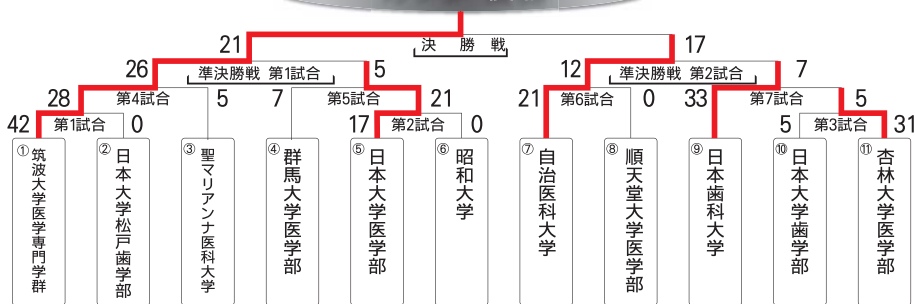 決勝戦
21
17
準決勝戦 第1試合
準決勝戦 第2試合
26
5
12
7
第4試合
第5試合
第6試合
第7試合
28
5
7
21
21
0
33
5
第1試合
第2試合
第3試合
42
0
17
0
5
31
①筑波大学医学専門学群
②日本大学松戸歯学部
③聖マリアンナ医科大学
④群馬大学医学部
⑤日本大学医学部
⑥昭和大学
⑦自治医科大学
⑧順天堂大学医学部
⑨日本歯科大学
⑩日本大学歯学部
⑪杏林大学医学部